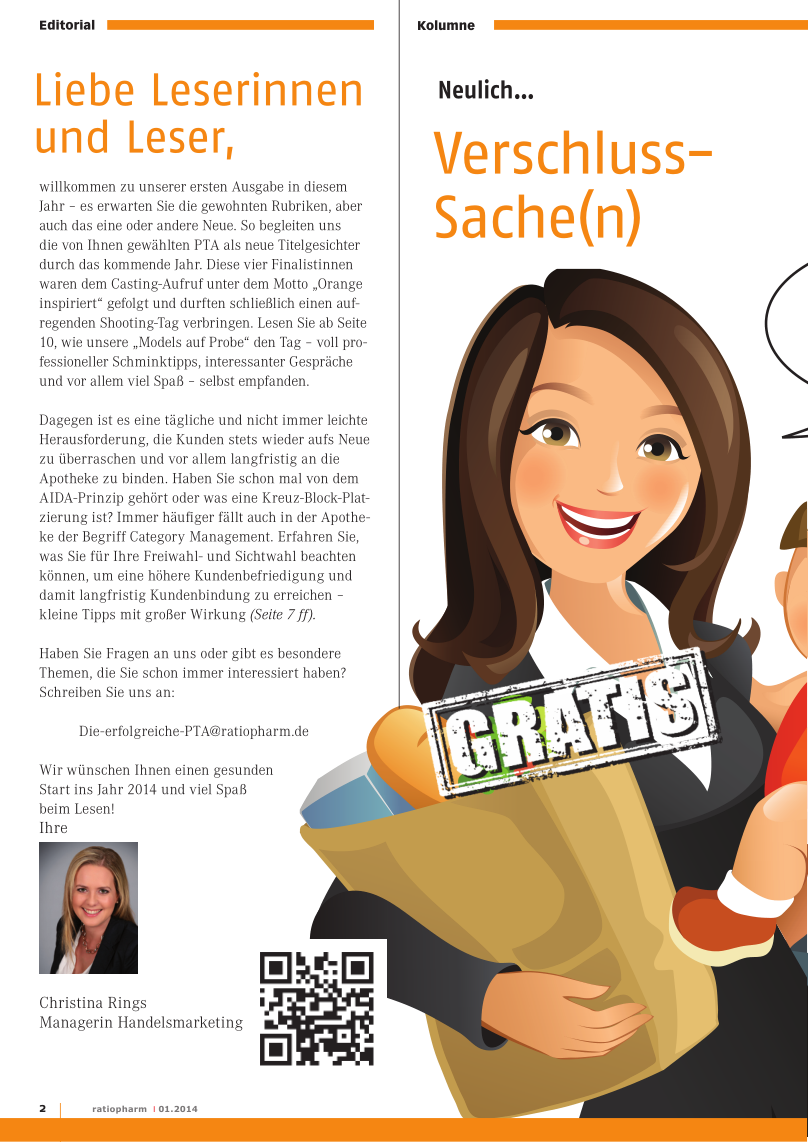 Editorial
Liebe Leserinnen
und Leser,
willkommen zu unserer ersten Ausgabe in diesem
Jahr – es erwarten Sie die gewohnten Rubriken, aber
auch das eine oder andere Neue. So begleiten uns
die von Ihnen gewählten PTA als neue Titelgesichter
durch das kommende Jahr. Diese vier Finalistinnen
waren dem Casting-Aufruf unter dem Motto „Orange
inspiriert“ gefolgt und durften schließlich einen auf-
regenden Shooting-Tag verbringen. Lesen Sie ab Seite
10, wie unsere „Models auf Probe“ den Tag – voll pro-
fessioneller Schminktipps, interessanter Gespräche
und vor allem viel Spaß – selbst empfanden.
Dagegen ist es eine tägliche und nicht immer leichte
Herausforderung, die Kunden stets wieder aufs Neue
zu überraschen und vor allem langfristig an die
Apotheke zu binden. Haben Sie schon mal von dem
AIDA-Prinzip gehört oder was eine Kreuz-Block-Plat-
zierung ist? Immer häufiger fällt auch in der Apothe-
ke der Begriff Category Management. Erfahren Sie,
was Sie für Ihre Freiwahl- und Sichtwahl beachten
können, um eine höhere Kundenbefriedigung und
damit langfristig Kundenbindung zu erreichen –
kleine Tipps mit großer Wirkung (Seite 7 ff).
Haben Sie Fragen an uns oder gibt es besondere
Themen, die Sie schon immer interessiert haben?
Schreiben Sie uns an:
Die-erfolgreiche-PTA@ratiopharm.de
Wir wünschen Ihnen einen gesunden
Start ins Jahr 2014 und viel Spaß
beim Lesen!
Ihre
Christina Rings
Managerin Handelsmarketing
Kolumne
Neulich...
Verschluss-
Sache(n)
GRATIS
2 ratiopharm I 01.2014